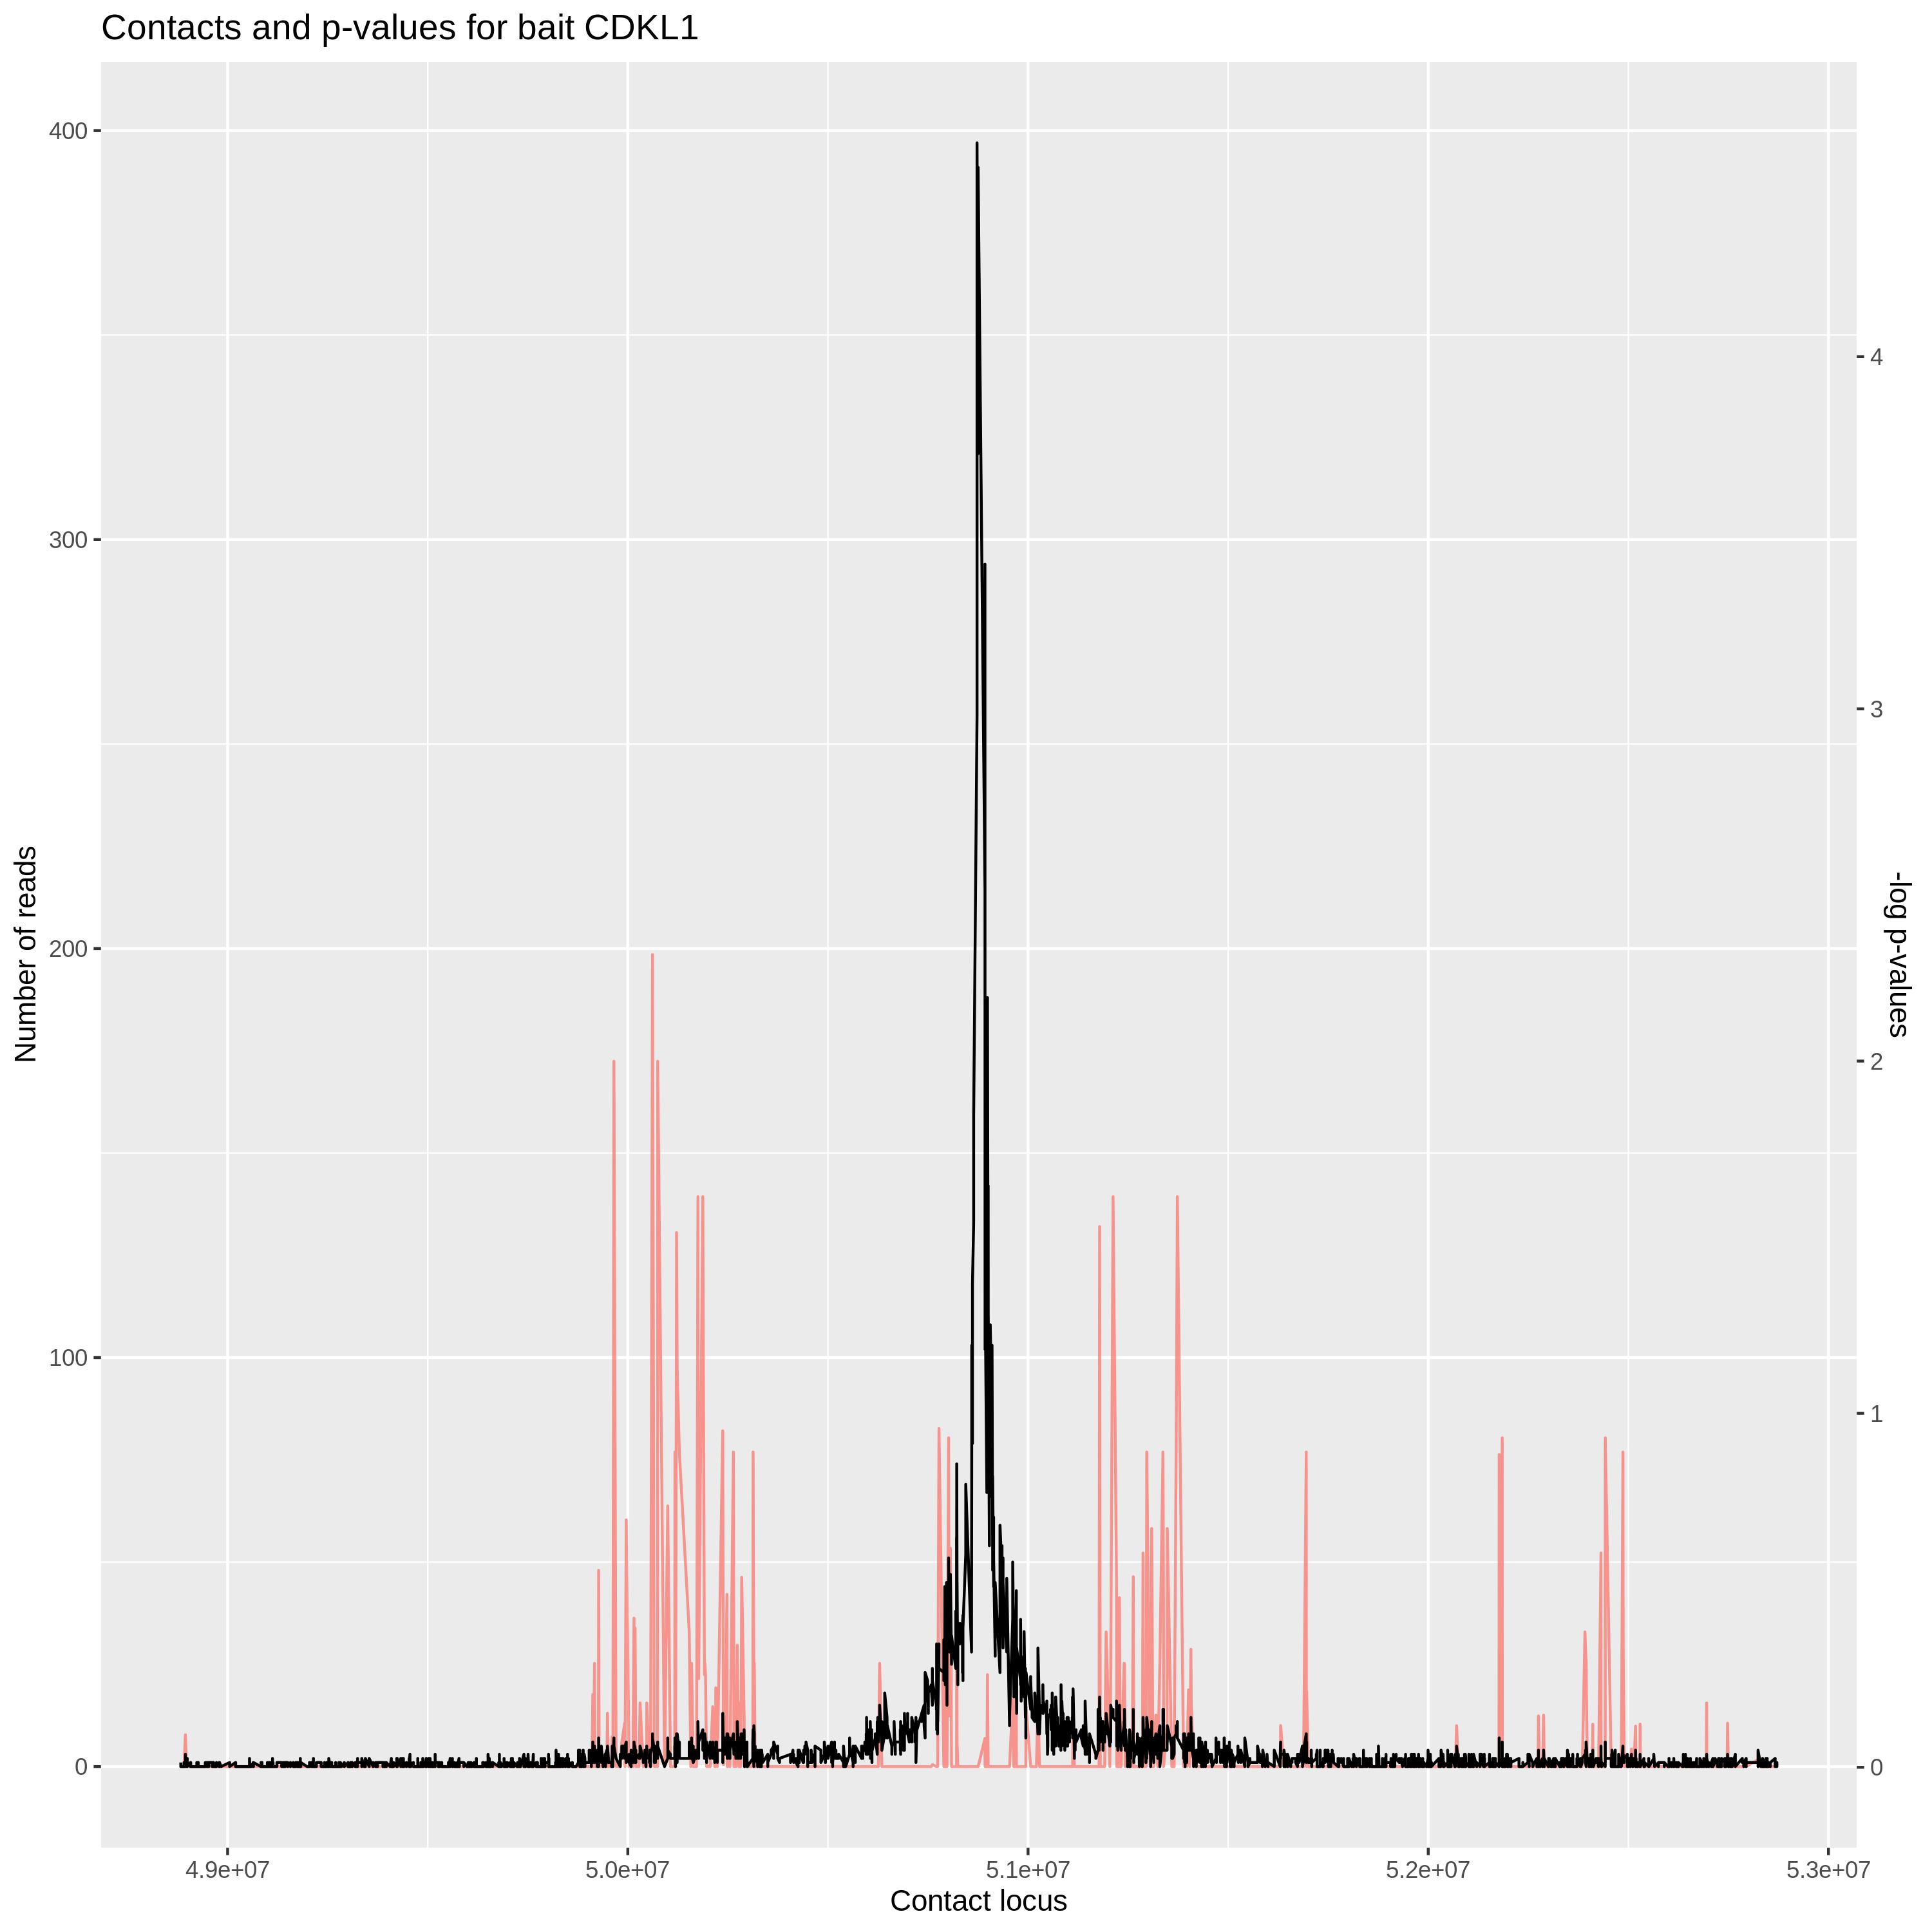 Contacts and p-values for bait CDKL1
400
300
200
100
0
Number of reads
4
3
2
1
0
-log p-values
4.9e+07
5.0e+07
5.1e+07
5.2e+07
5.3e+07
Contact locus